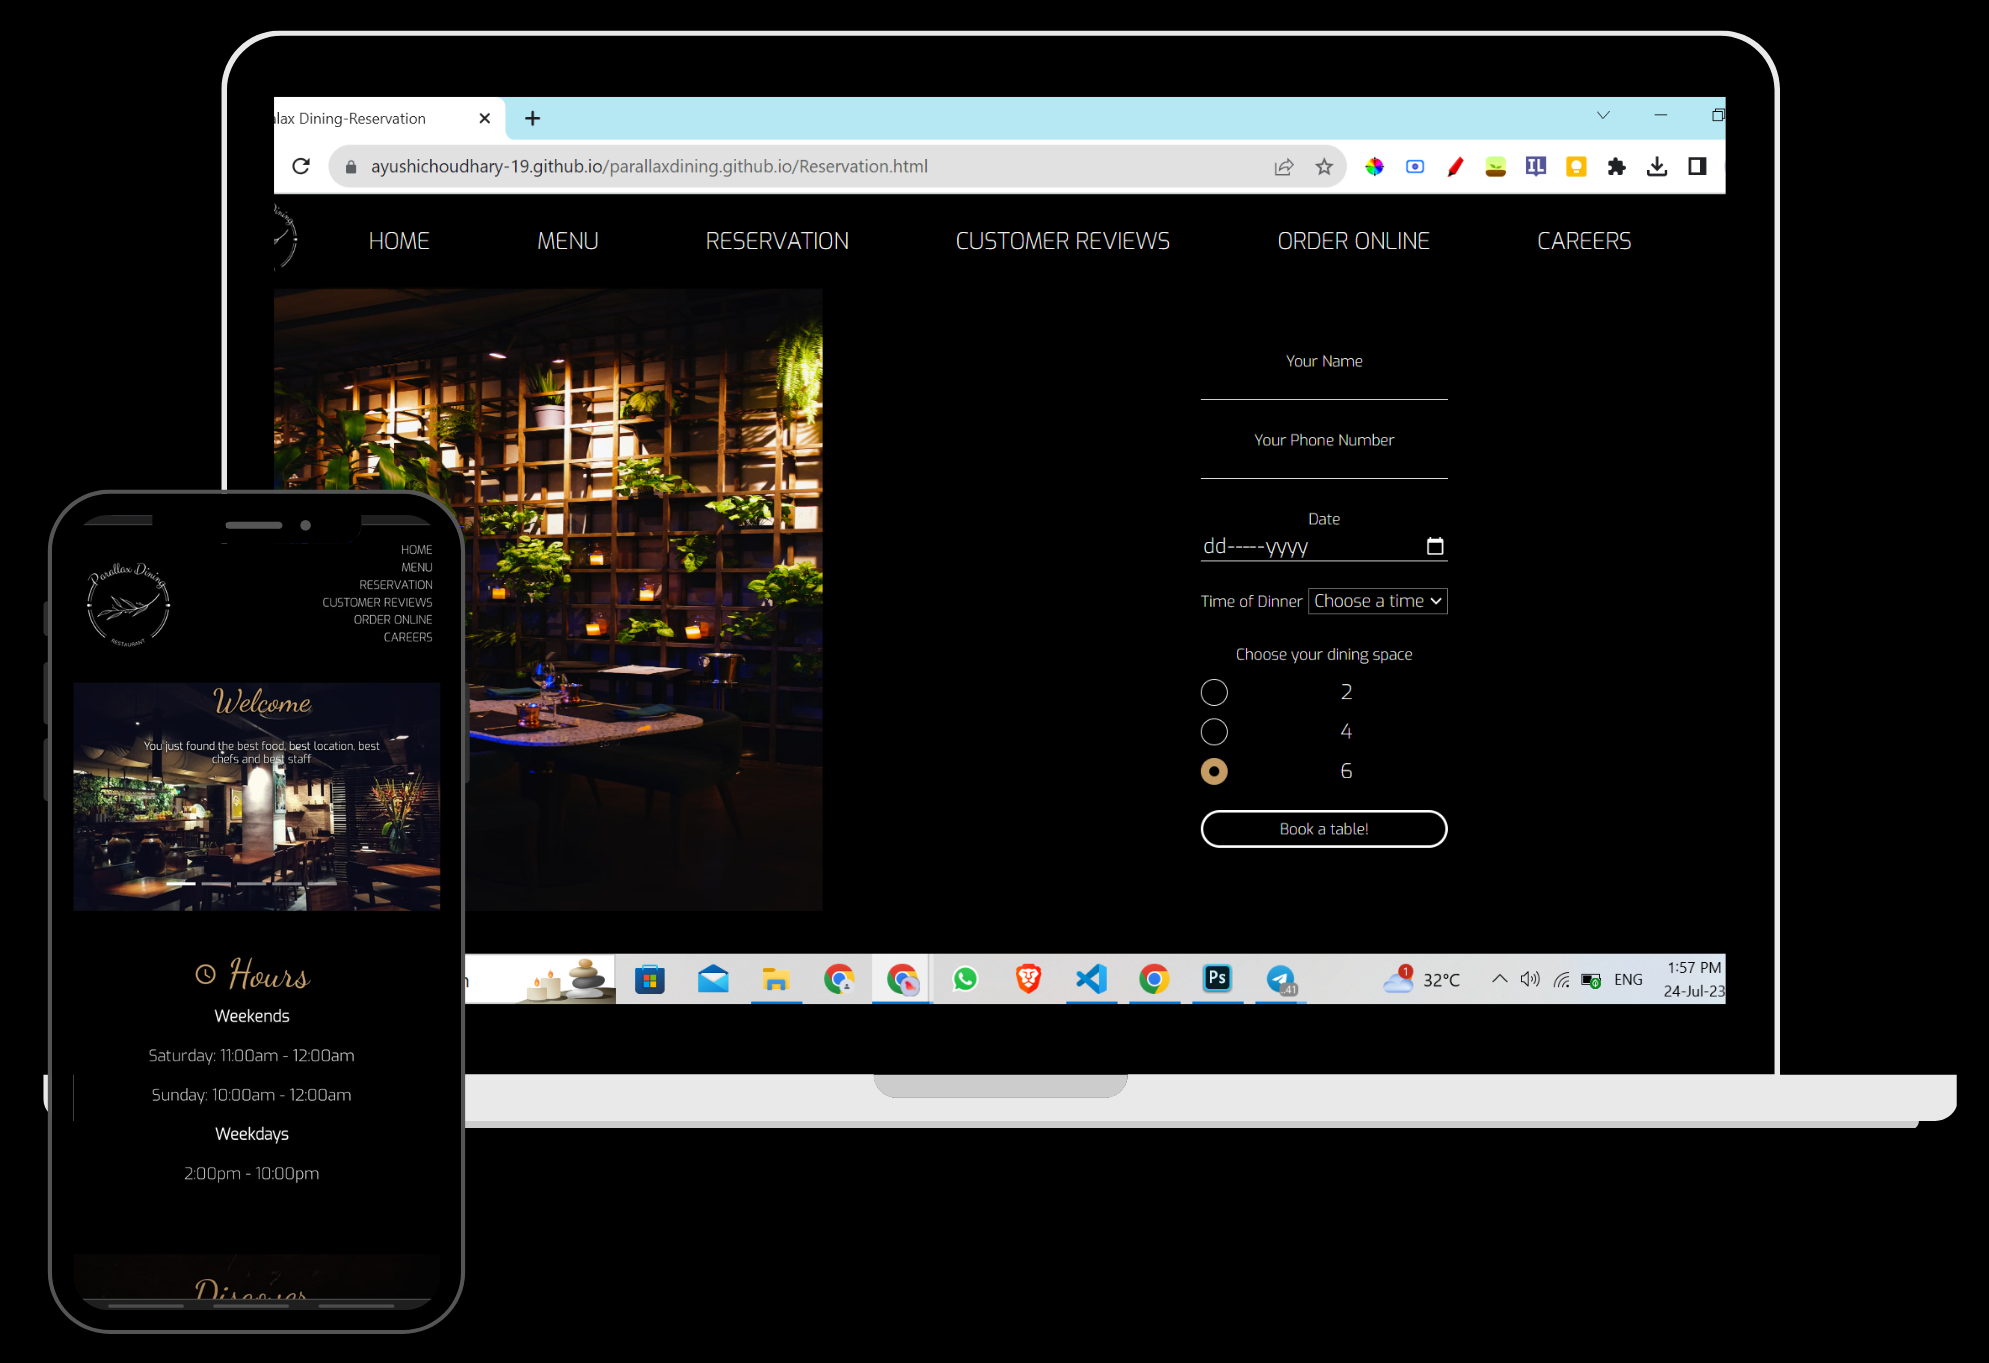 lax Dining-Reservation
ayushichoudhary-19.github.io/parallaxdining.github.io/Reservation.html
HOME MENU RESERVATION CUSTOMER REVIEWS ORDER ONLINE CAREERS
Your Name
Your Phone Number
Date
dd-----yyyy
Time of Dinner Choose a time
Choose your dining space
2
4
6
Book a table!
Ps
41
1
32°C
ENG
1:57 PM
24-Jul-23
Parallax Dining
RESTAURANT
HOME
MENU
RESERVATION
CUSTOMER REVIEWS
ORDER ONLINE
CAREERS
Welcome
You just found the best food, best location, best
chefs and best staff
Hours
Weekends
Saturday: 11:00am - 12:00am
Sunday: 10:00am - 12:00am
Weekdays
2:00pm - 10:00pm
Discover